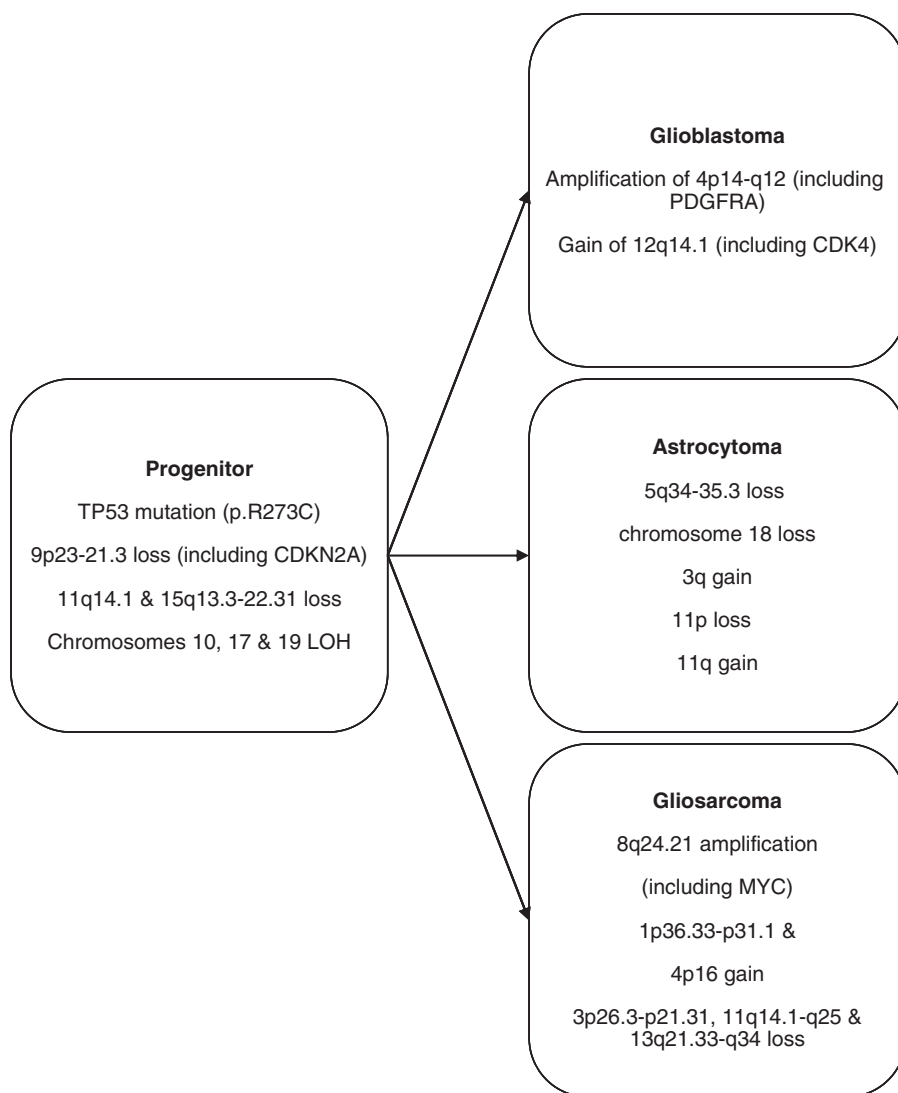 Glioblastoma
Amplification of 4p14-q12 (including
PDGFRA)
Gain of 12q14.1 (including CDK4)
Progenitor
TP53 mutation (p.R273C)
9p23-21.3 loss (including CDKN2A)
11q14.1 & 15q13.3-22.31 loss
Chromosomes 10, 17 & 19 LOH
Astrocytoma
5q34-35.3 loss
chromosome 18 loss
3q gain
11p loss
11q gain
Gliosarcoma
8q24.21 amplification
(including MYC)
1p36.33-p31.1 &
4p16 gain
3p26.3-p21.31, 11q14.1-q25 &
13q21.33-q34 loss